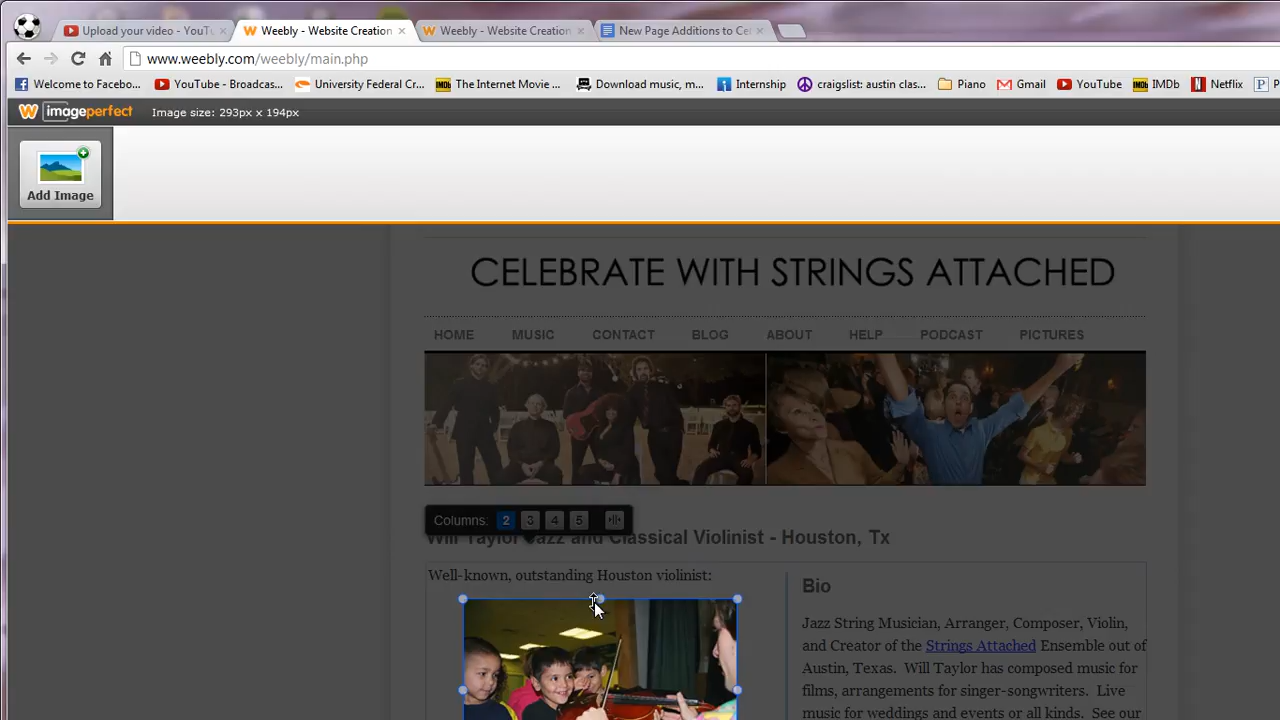 Upload your video - YouTu
Weebly - Website Creation
Weebly - Website Creation
New Page Additions to Ce
www.weebly.com/weebly/main.php
Welcome to Facebo...
YouTube - Broadcas...
University Federal Cr...
The Internet Movie ...
Download music, m...
Internship
craigslist: austin clas...
Piano
Gmail
YouTube
IMDb
Netflix
imageperfect
Image size: 293px x 194px
Add Image
CELEBRATE WITH STRINGS ATTACHED
HOME MUSIC CONTACT BLOG ABOUT HELP PODCAST PICTURES
Columns: 2 3 4 5
Will Taylor Jazz and Classical Violinist - Houston, Tx
Well-known, outstanding Houston violinist:
Bio
Jazz String Musician, Arranger, Composer, Violin,
and Creator of the Strings Attached Ensemble out of
Austin, Texas. Will Taylor has composed music for
films, arrangements for singer-songwriters. Live
music for weddings and events or all kinds. See our